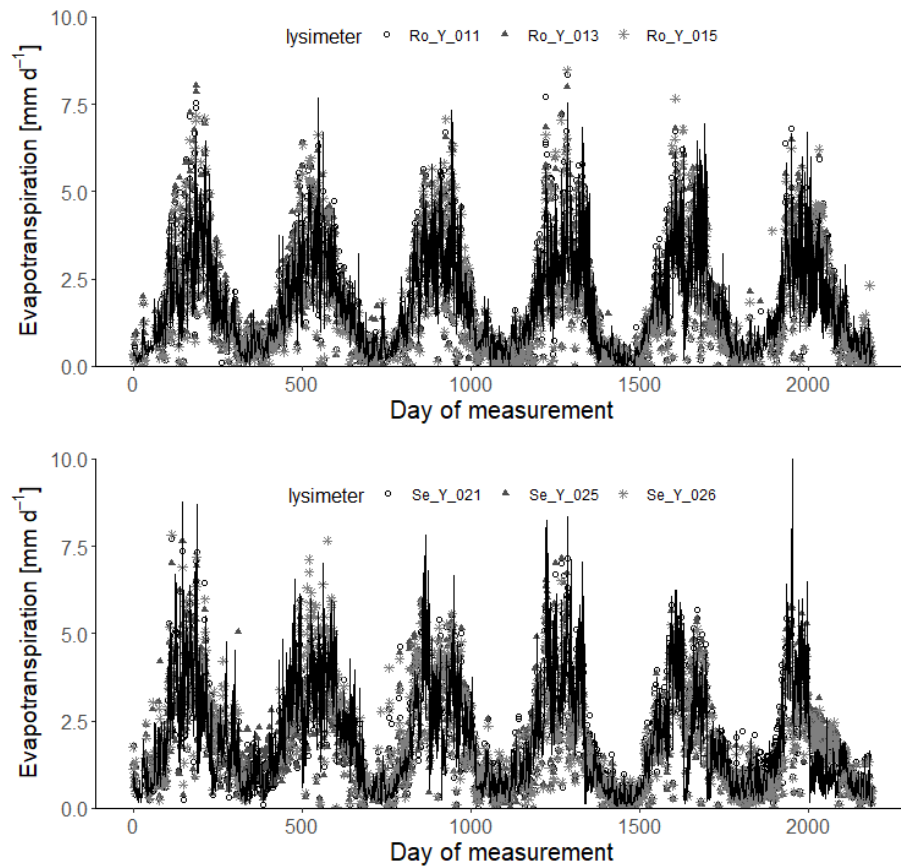 10.0
lysimeter Ro_Y_011 Ro_Y_013 Ro_Y_015
7.5
5.0
2.5
0.0
Evapotranspiration [mm d⁻¹]
0 500 1000 1500 2000
Day of measurement
10.0
lysimeter Se_Y_021 Se_Y_025 Se_Y_026
7.5
5.0
2.5
0.0
Evapotranspiration [mm d⁻¹]
0 500 1000 1500 2000
Day of measurement